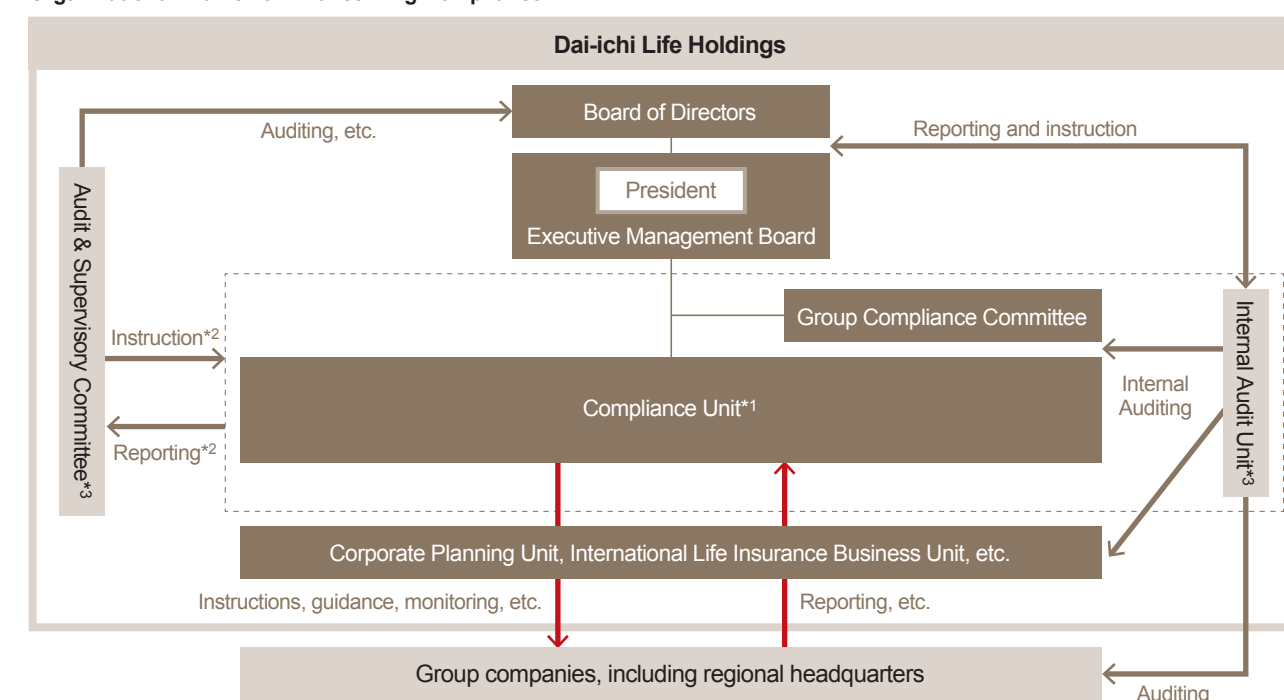 Dai-ichi Life Holdings
Board of Directors
Auditing, etc.
Reporting and instruction
President
Executive Management Board
Audit & Supervisory Committee*3
Group Compliance Committee
Internal Audit Unit*3
Instruction*2
Compliance Unit*1
Internal
Auditing
Reporting*2
Corporate Planning Unit, International Life Insurance Business Unit, etc.
Instructions, guidance, monitoring, etc.
Reporting, etc.
Group companies, including regional headquarters
Auditing